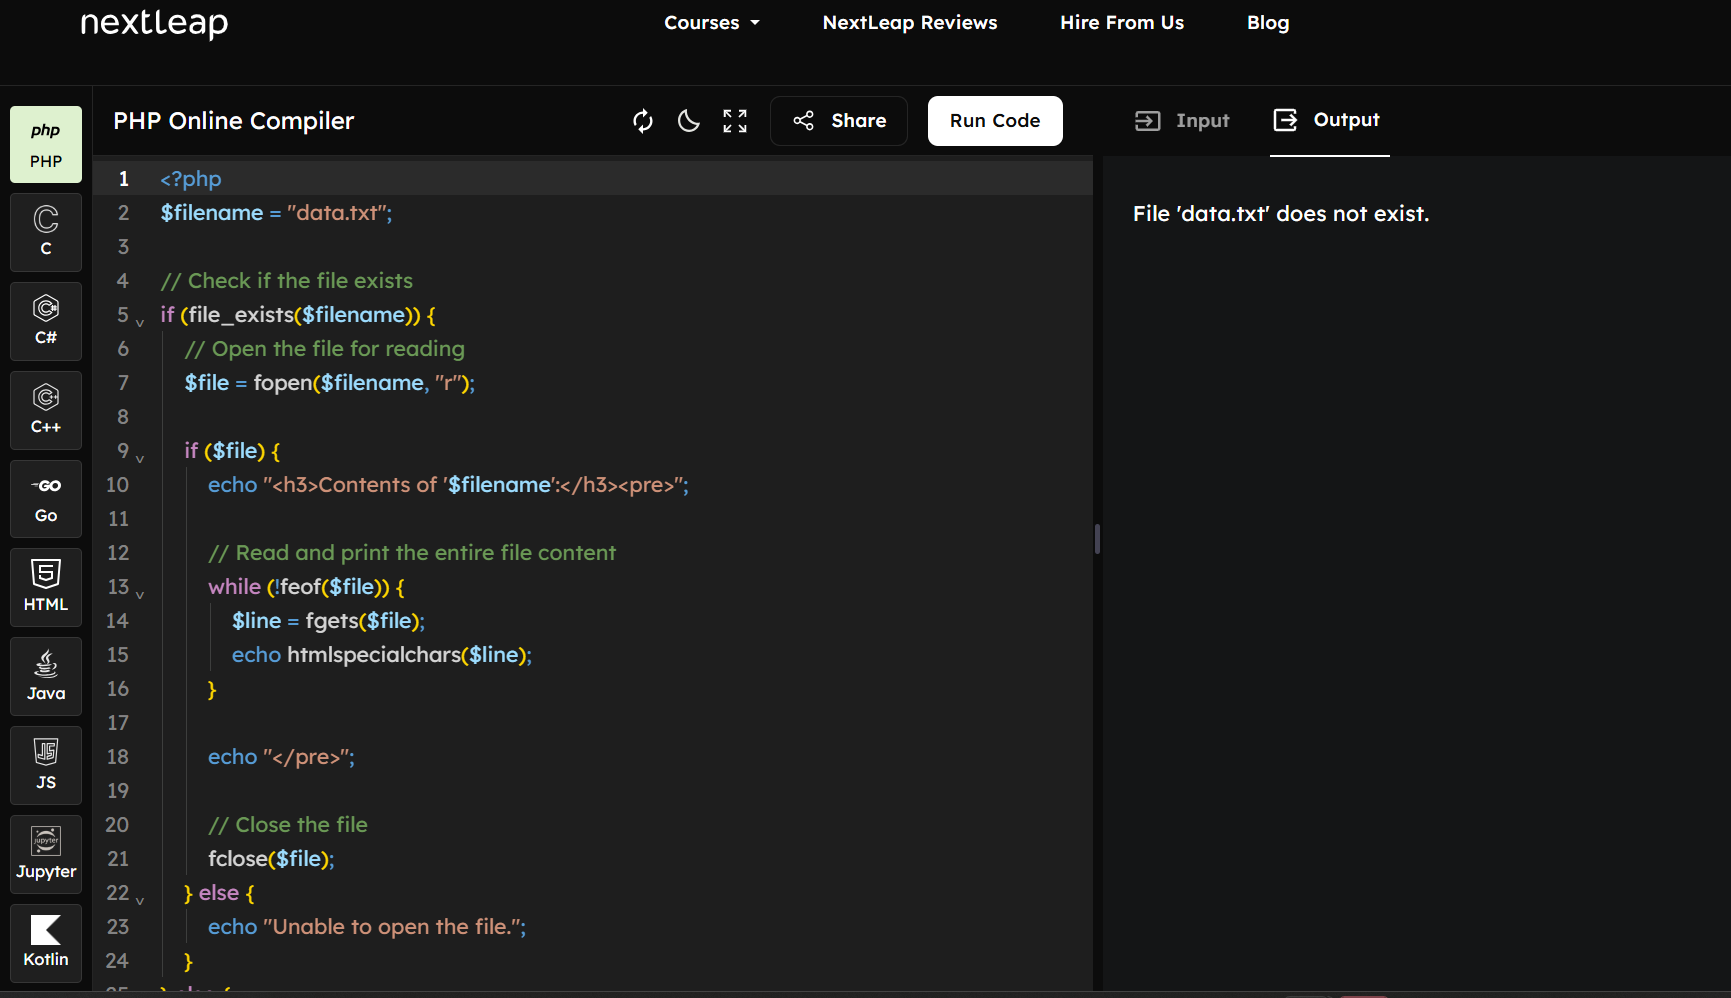 nextleap
Courses NextLeap Reviews Hire From Us Blog
php
PHP
C
C#
C++
GO
Go
HTML
Java
JS
jupyter
Jupyter
Kotlin
PHP Online Compiler Share Run Code
1 <?php
2 $filename = "data.txt";
3
4 // Check if the file exists
5 if (file_exists($filename)) {
6 // Open the file for reading
7 $file = fopen($filename, "r");
8
9 if ($file) {
10 echo "<h3>Contents of '$filename':</h3><pre>";
11
12 // Read and print the entire file content
13 while (!feof($file)) {
14 $line = fgets($file);
15 echo htmlspecialchars($line);
16 }
17
18 echo "</pre>";
19
20 // Close the file
21 fclose($file);
22 } else {
23 echo "Unable to open the file.";
24 }
25 } else {
Input Output
File 'data.txt' does not exist.